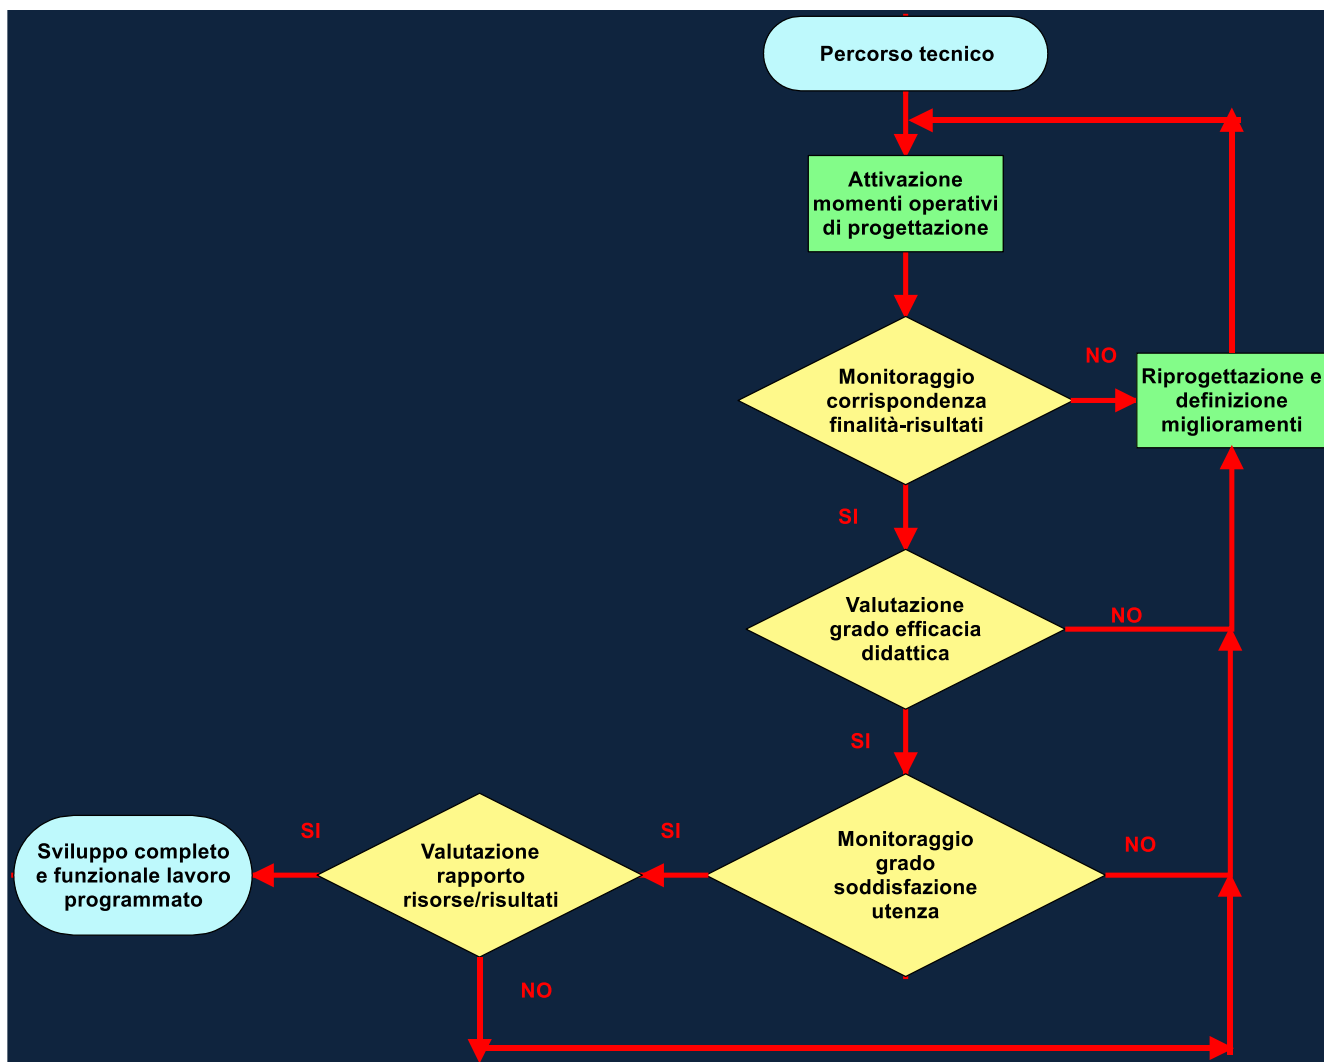 Percorso tecnico
Attivazione
momenti operativi
di progettazione
Monitoraggio
corrispondenza
finalità-risultati
NO
Riprogettazione e
definizione
miglioramenti
SI
Valutazione
grado efficacia
didattica
NO
SI
Monitoraggio
grado
soddisfazione
utenza
NO
SI
Valutazione
rapporto
risorse/risultati
SI
Sviluppo completo
e funzionale lavoro
programmato
NO